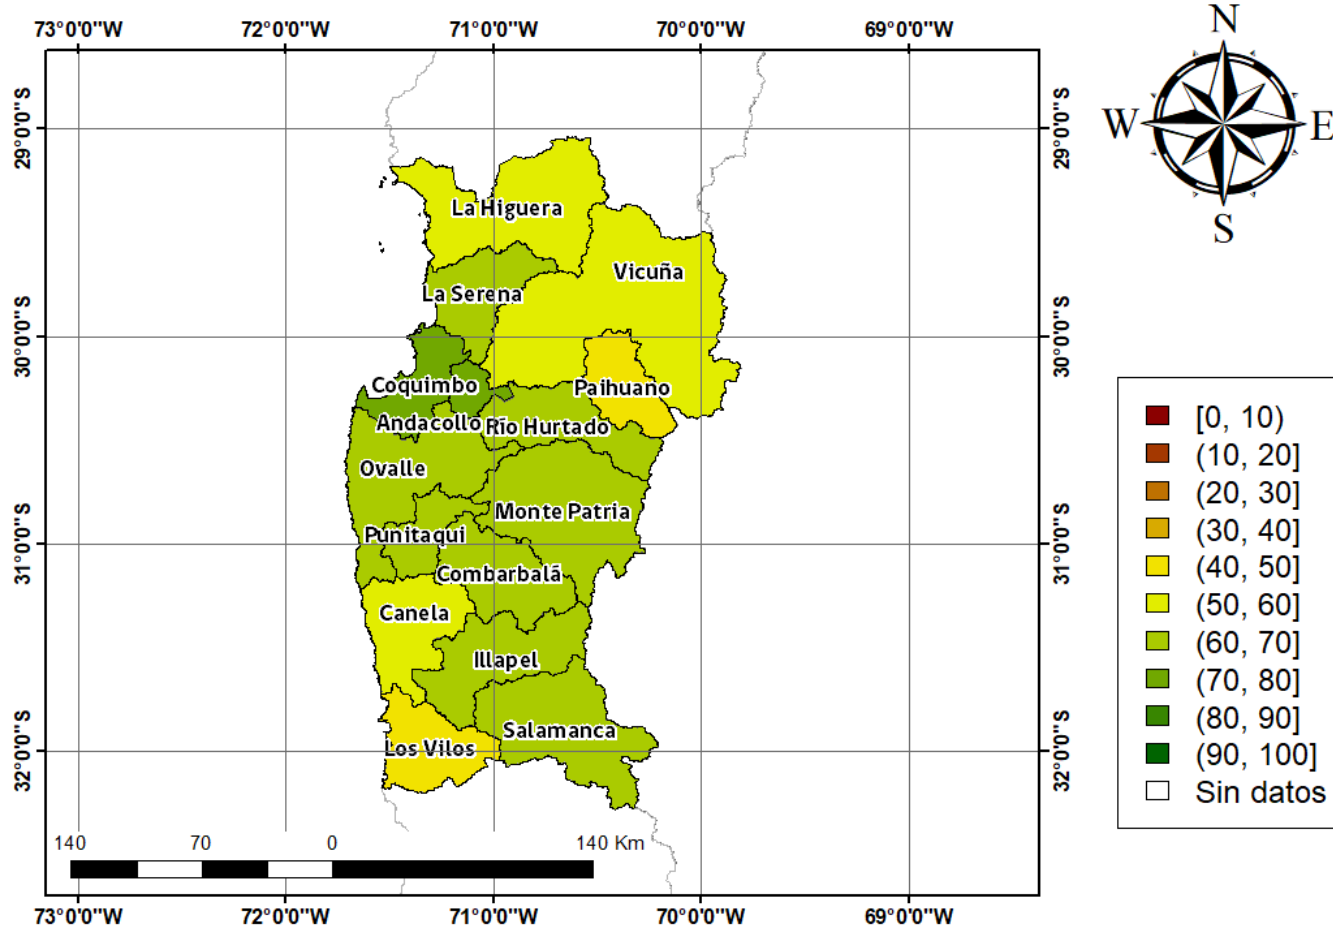 73°0'0"W 72°0'0"W 71°0'0"W 70°0'0"W 69°0'0"W
N
W E
S
29°0'0"S 29°0'0"S
La Higuera
Vicuña
La Serena
30°0'0"S 30°0'0"S
Coquimbo Paihuano
Andacollo Río Hurtado
Ovalle
Monte Patria
Punitaqui
31°0'0"S 31°0'0"S
Combarbalã
Canela
Illapel
Salamanca
Los Vilos
32°0'0"S 32°0'0"S
[0, 10)
(10, 20]
(20, 30]
(30, 40]
(40, 50]
(50, 60]
(60, 70]
(70, 80]
(80, 90]
(90, 100]
Sin datos
140 70 0 140 Km
73°0'0"W 72°0'0"W 71°0'0"W 70°0'0"W 69°0'0"W